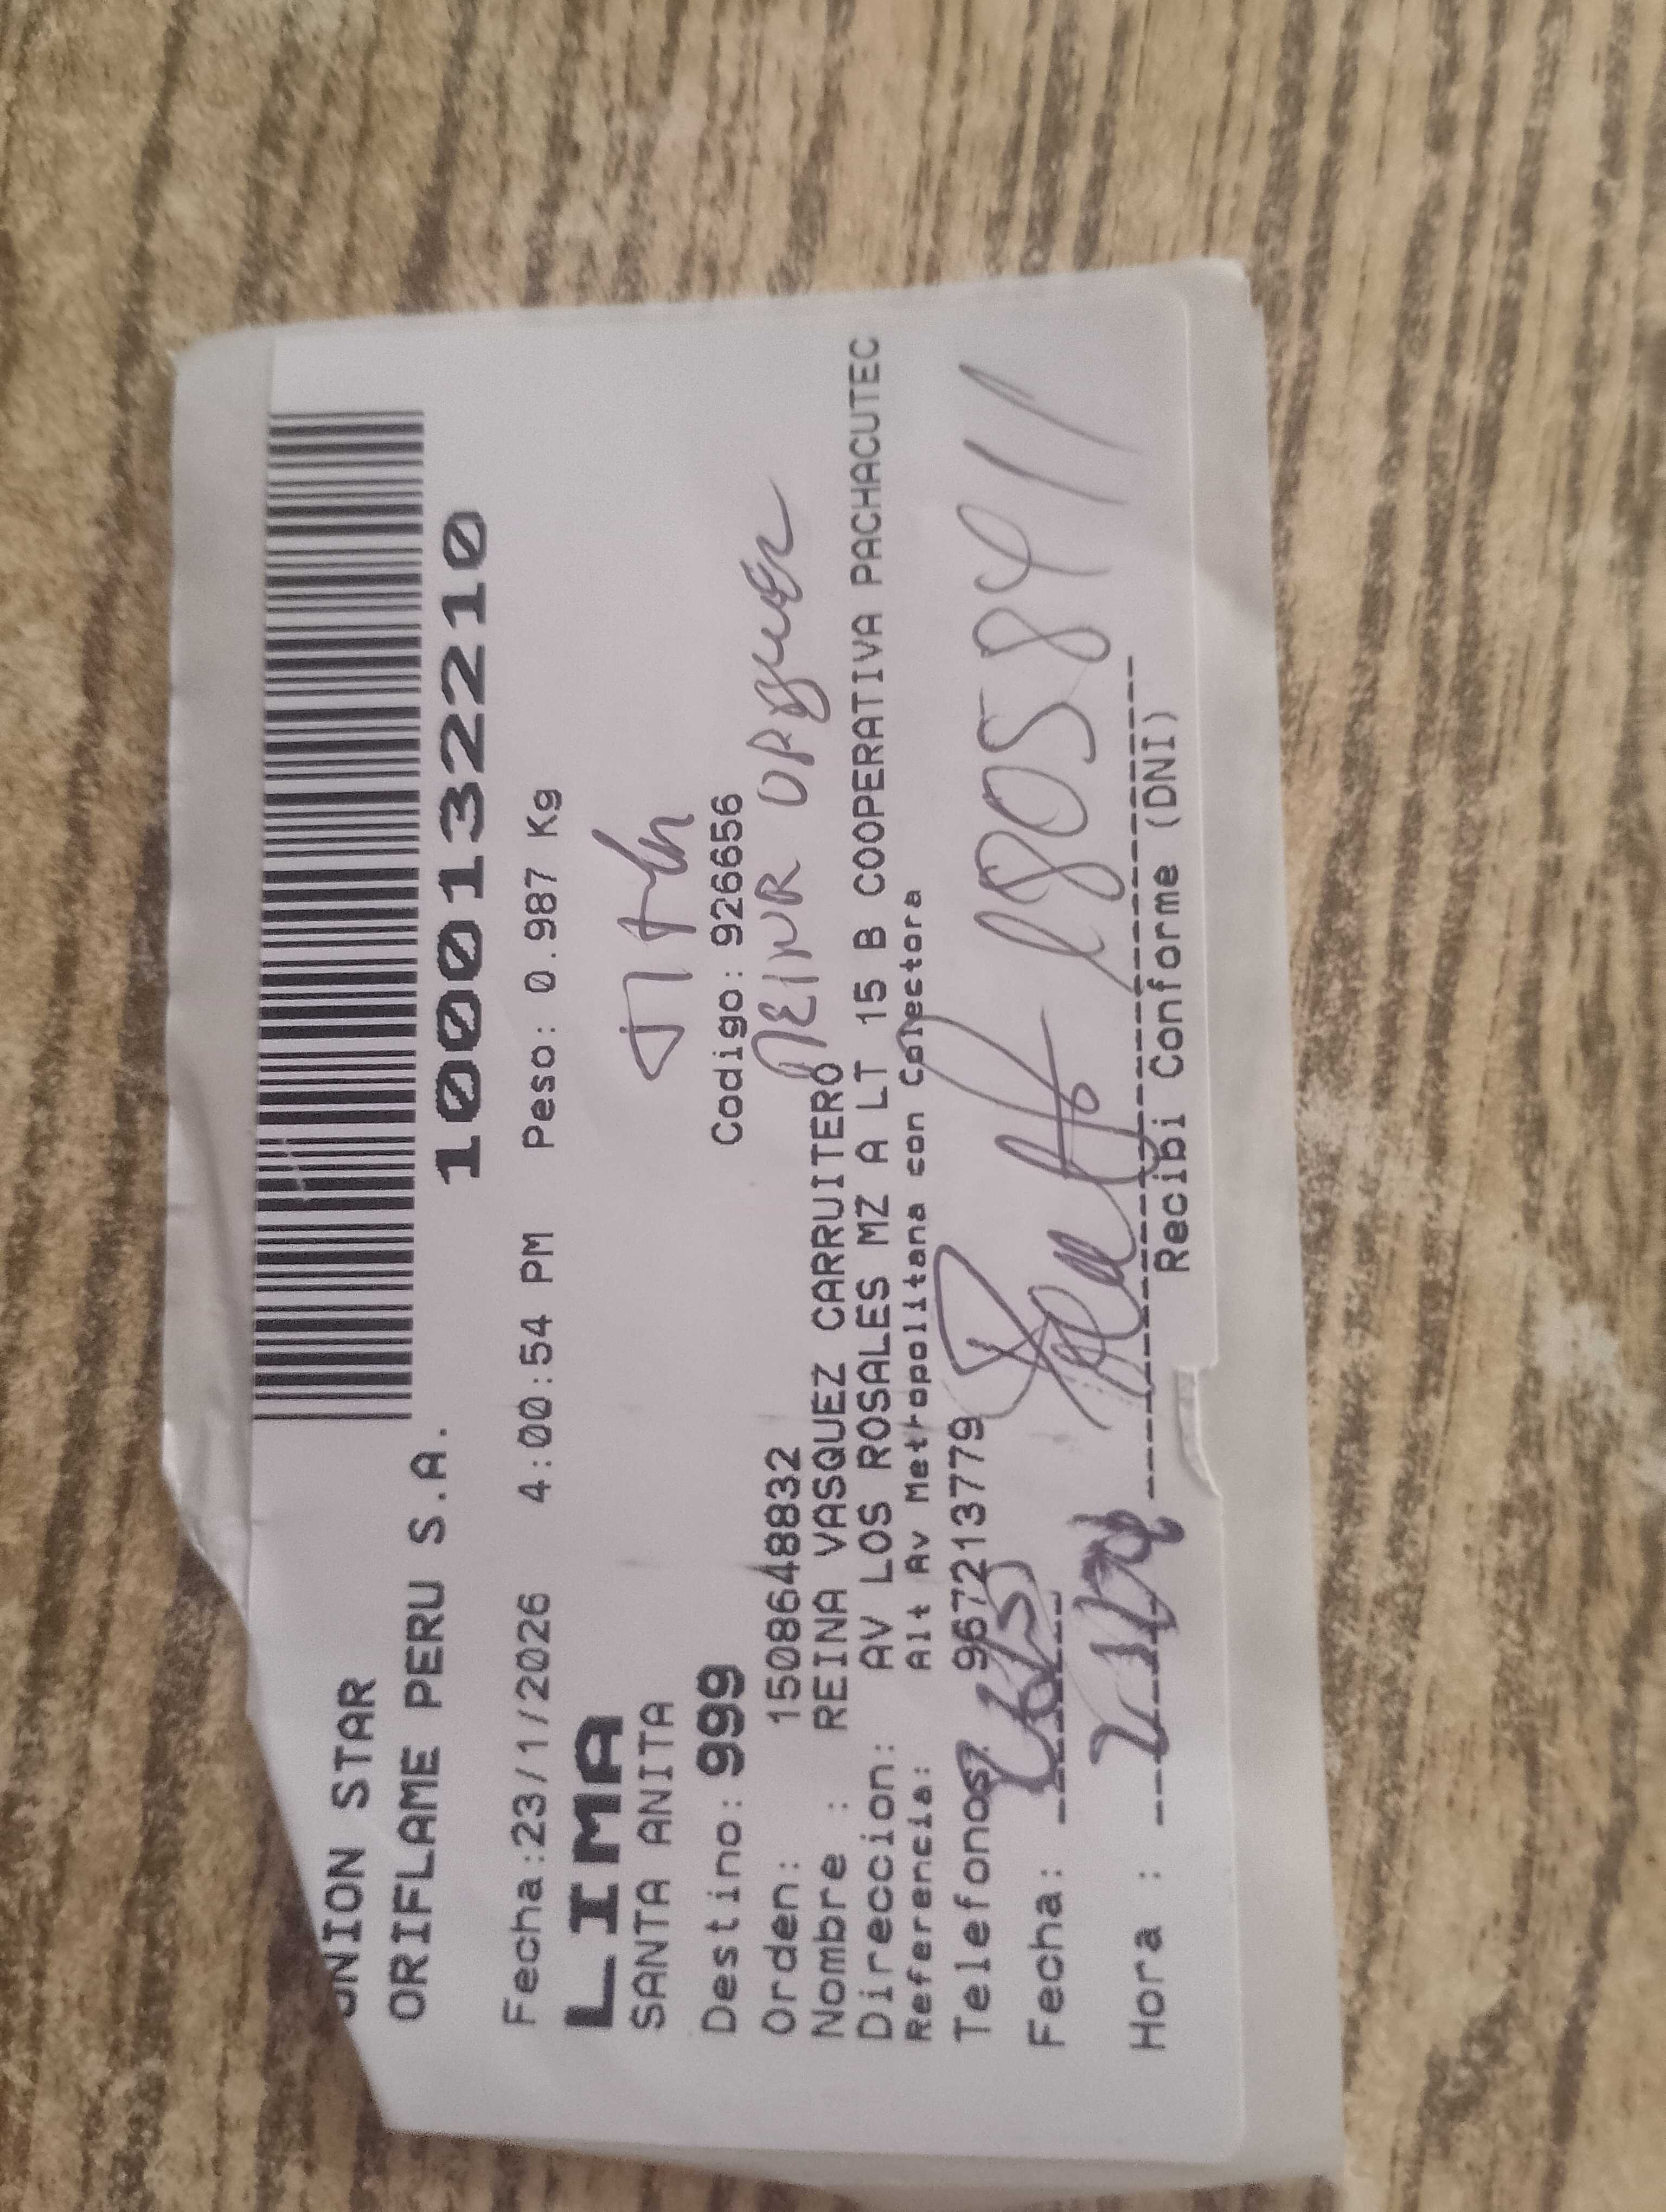 UNION STAR
ORIFLAME PERU S.A.
1000132210
Fecha:23/1/2026 4:00:54 PM Peso: 0.987 Kg
LIMA
SANTA ANITA
Destino: 999 Codigo: 926656
Orden: 1508648832
Nombre : REINA VASQUEZ CARRUITERO
Direccion: AV LOS ROSALES MZ A LT 15 B COOPERATIVA PACHACUTEC
Referencia: Alt Av Metropolitana con Colectora
Telefonos: 967213779
Fecha:
Hora :
Recibi Conforme (DNI)